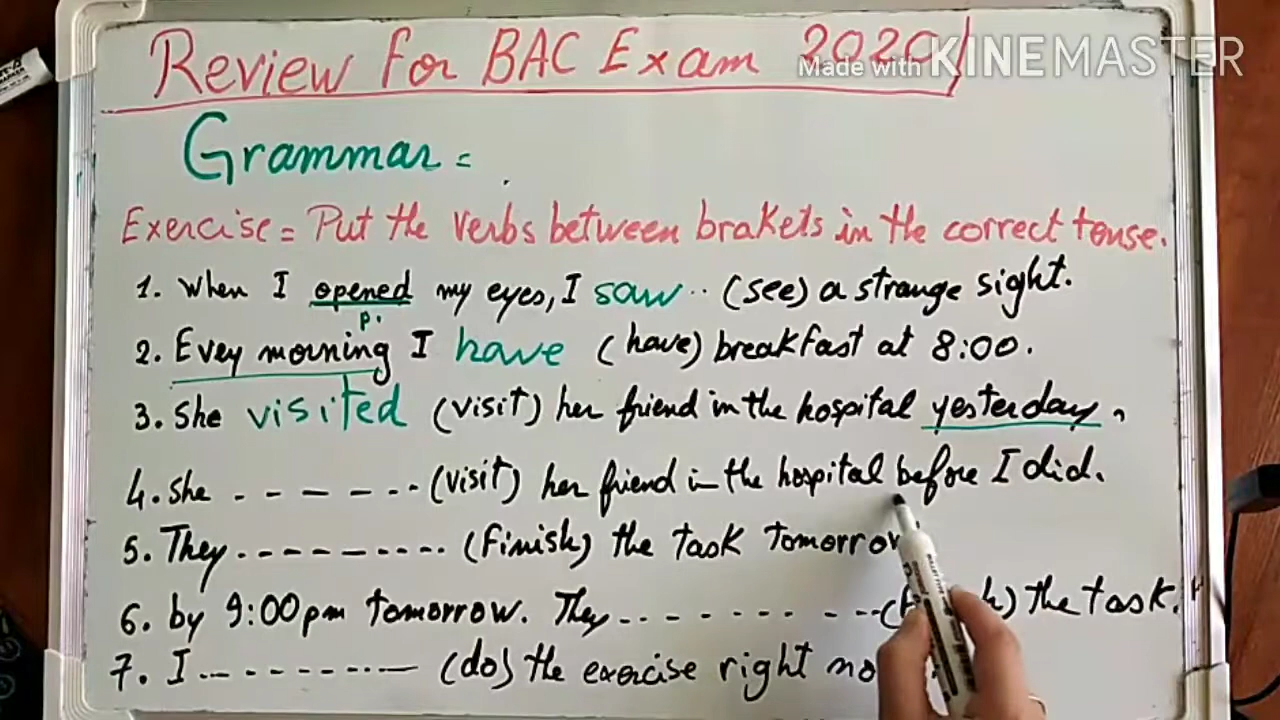 Review for BAC Exam 2020/
Made with KINEMASTER
Grammar =
Exercise = Put the verbs between brakets in the correct tense.
1. When I opened my eyes, I saw .. (see) a strange sight.
p.
2. Evey morning I have (have) breakfast at 8:00.
3. She visited (visit) her friend in the hospital yesterday.
4. She - - - - - -.. (visit) her friend in the hospital before I did.
5. They - - - - - - - - - .. (finish) the task
6. by 9:00pm tomorrow. They - - - - - - - - - the task.
7. I - - - - - - - - - (do) the exercise right